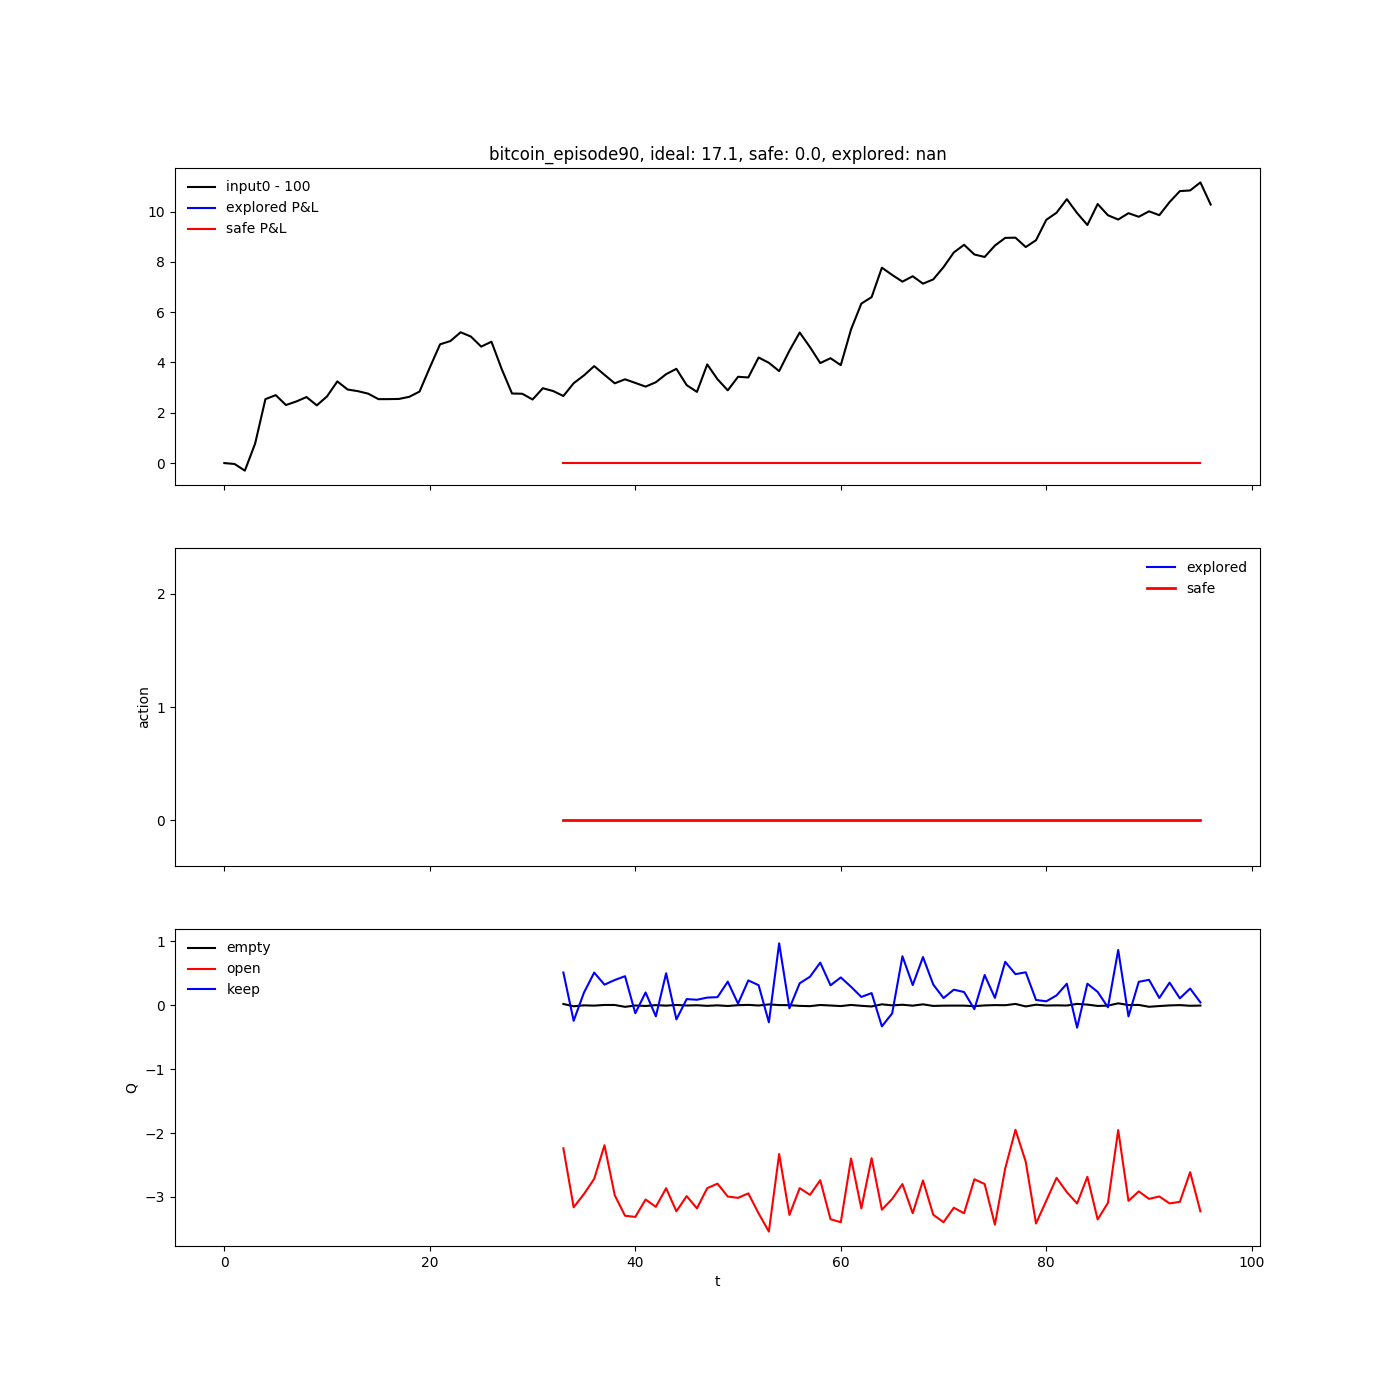 bitcoin_episode90, ideal: 17.1, safe: 0.0, explored: nan
input0 - 100
explored P&L
safe P&L
10
8
6
4
2
0
explored
safe
2
1
0
action
empty
open
keep
1
0
−1
−2
−3
Q
0 20 40 60 80 100
t